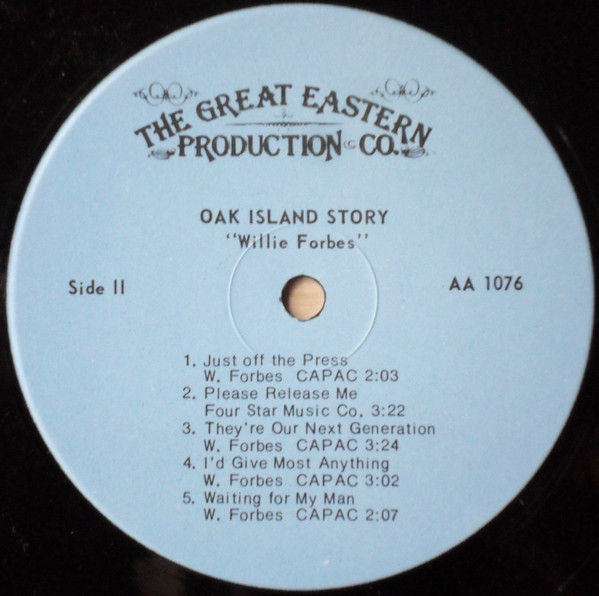 THE GREAT EASTERN
PRODUCTION CO.
OAK ISLAND STORY
"Willie Forbes"
Side II
AA 1076
1. Just off the Press
W. Forbes CAPAC 2:03
2. Please Release Me
Four Star Music Co. 3:22
3. They're Our Next Generation
W. Forbes CAPAC 3:24
4. I'd Give Most Anything
W. Forbes CAPAC 3:02
5. Waiting for My Man
W. Forbes CAPAC 2:07